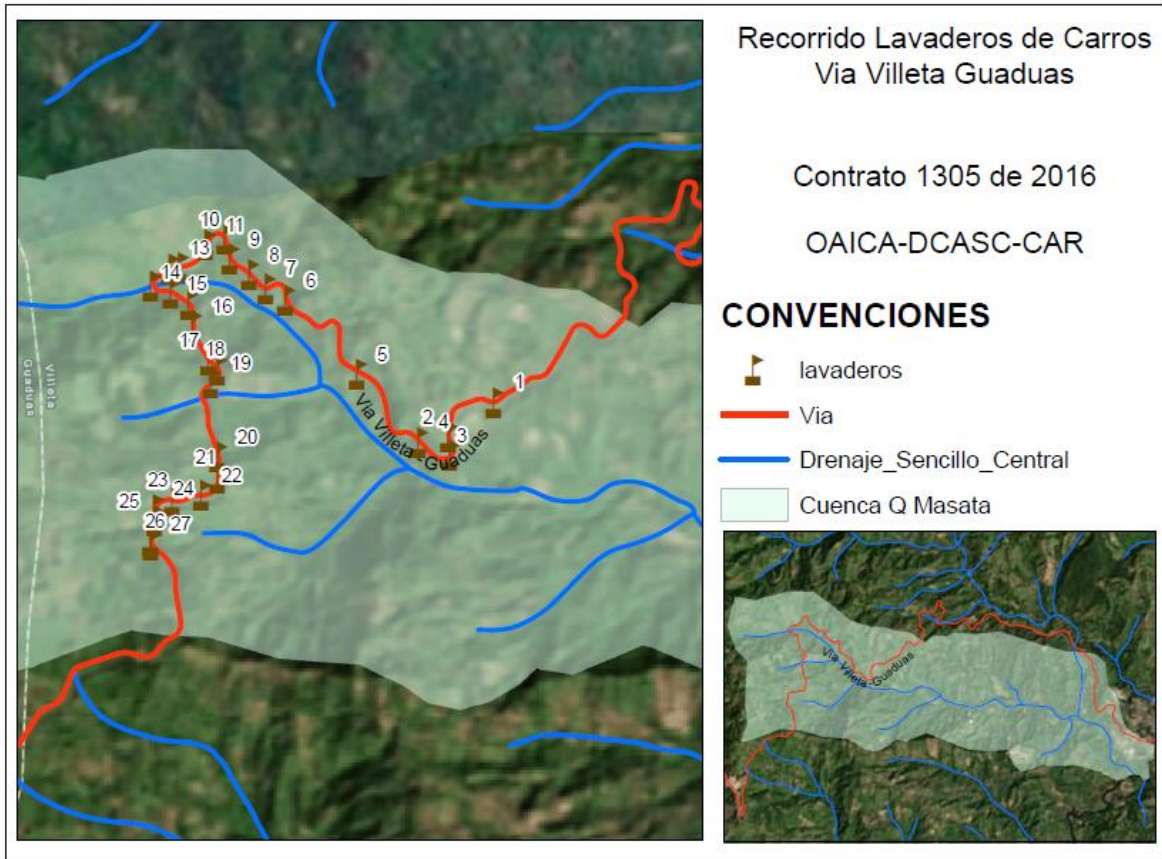 Recorrido Lavaderos de Carros
Via Villeta Guaduas
Contrato 1305 de 2016
OAICA-DCASC-CAR
CONVENCIONES
lavaderos
Via
Drenaje_Sencillo_Central
Cuenca Q Masata
10
11
13
9
8
7
6
14
15
16
17
18
19
5
1
2
4
3
20
21
22
23
24
25
26
27
Via Villeta -Guaduas
Villeta
Guaduas
Via Villeta -Guaduas